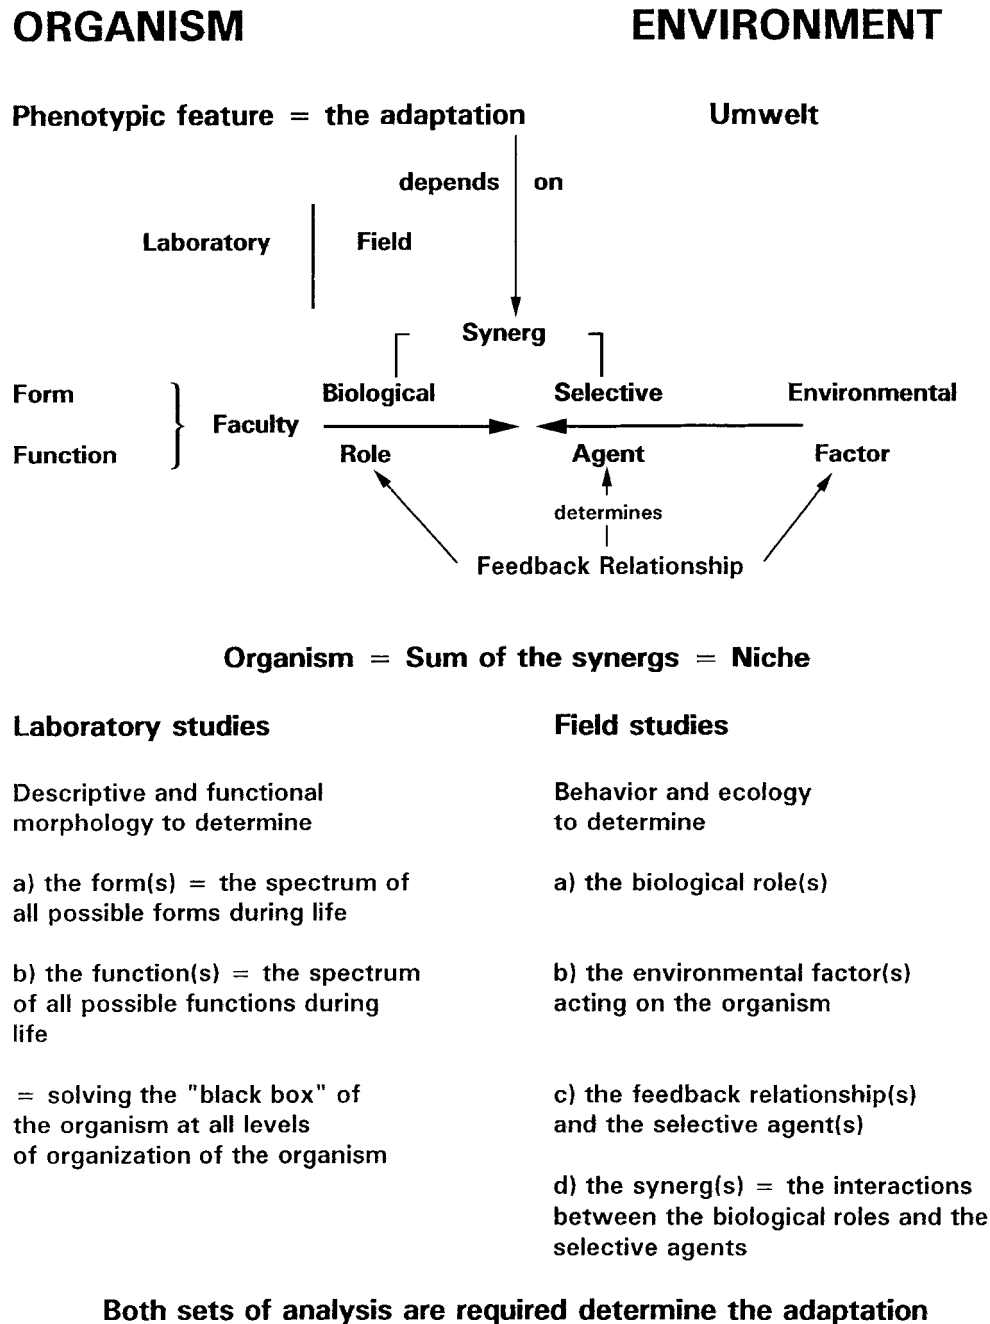 ORGANISM ENVIRONMENT
Phenotypic feature = the adaptation Umwelt
depends on
Laboratory Field
Synerg
Form Biological Selective Environmental
Faculty
Function Role Agent Factor
determines
Feedback Relationship
Organism = Sum of the synergs = Niche
Laboratory studies
Descriptive and functional
morphology to determine
a) the form(s) = the spectrum of
all possible forms during life
b) the function(s) = the spectrum
of all possible functions during
life
= solving the "black box" of
the organism at all levels
of organization of the organism
Field studies
Behavior and ecology
to determine
a) the biological role(s)
b) the environmental factor(s)
acting on the organism
c) the feedback relationship(s)
and the selective agent(s)
d) the synerg(s) = the interactions
between the biological roles and the
selective agents
Both sets of analysis are required determine the adaptation